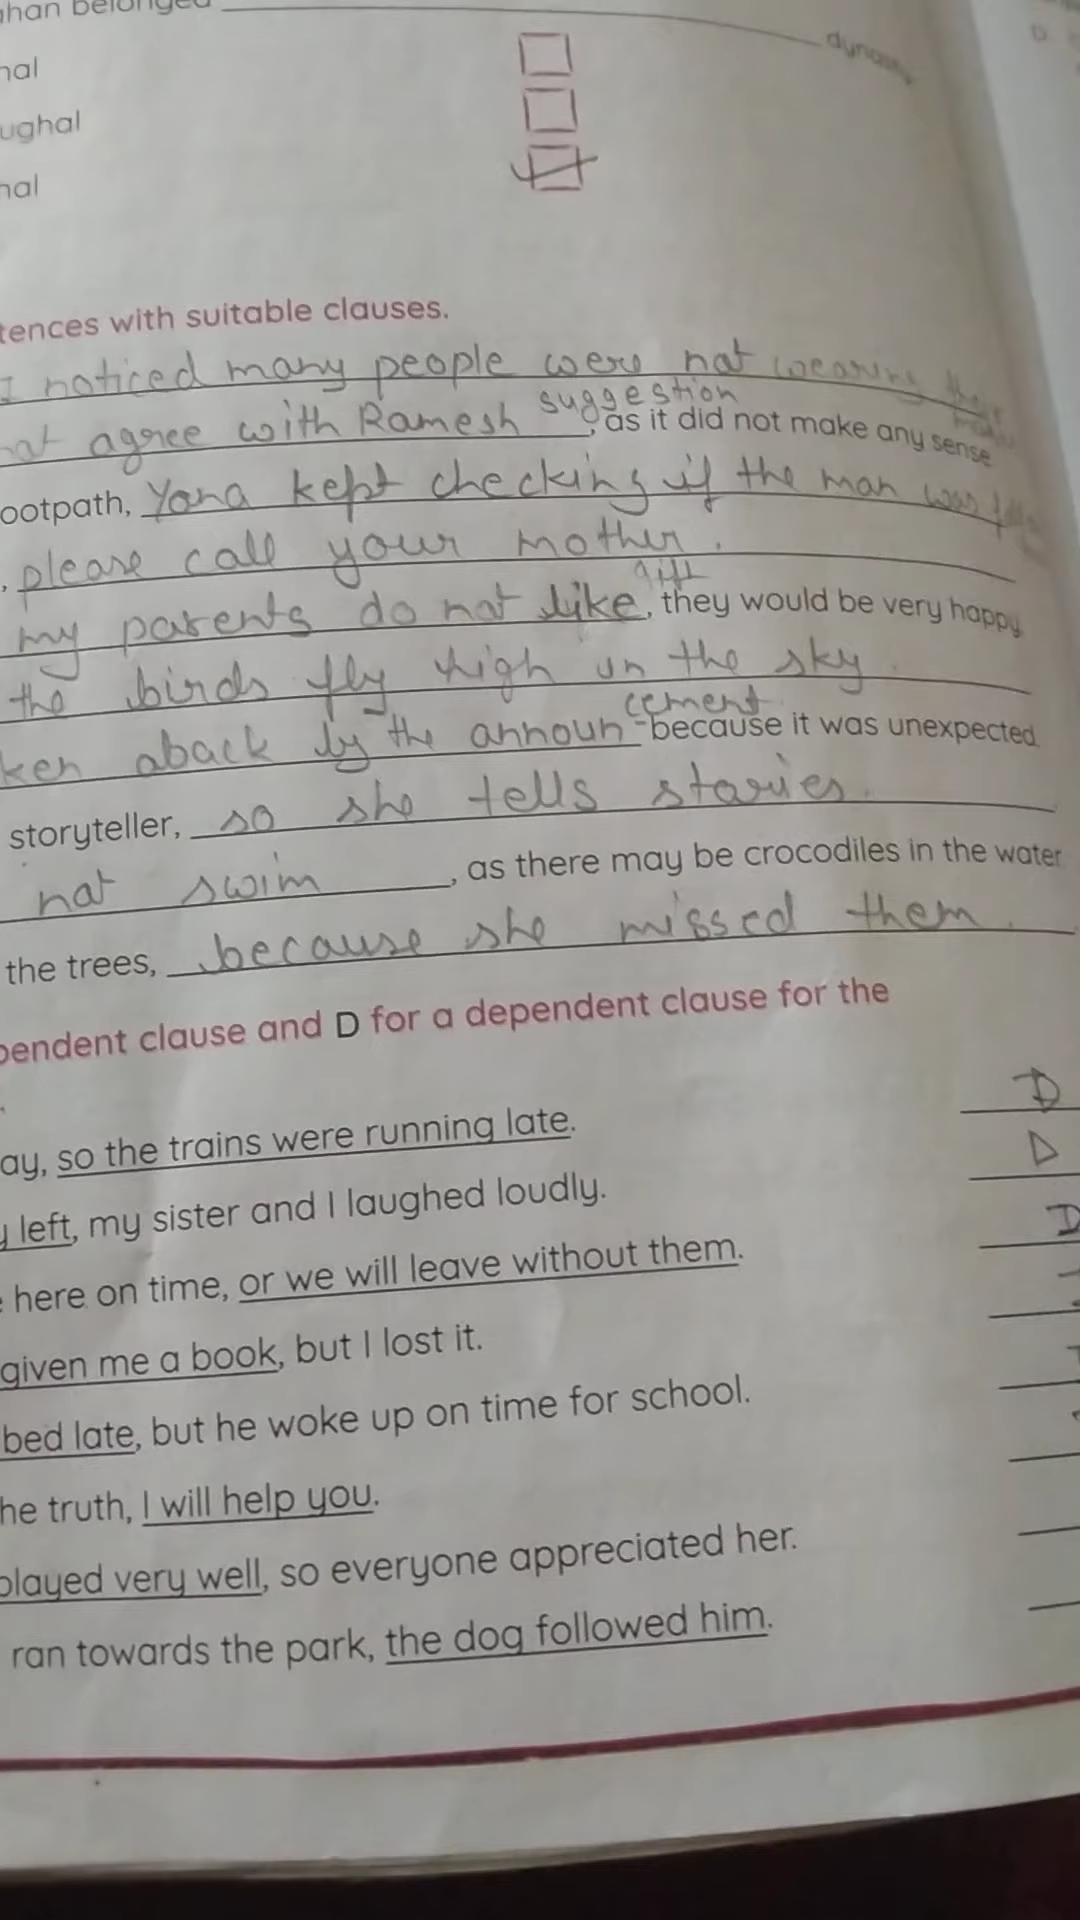 belonged dynasty
ughal
tences with suitable clauses.
I noticed many people were not wearing their
not agree with Ramesh suggestion, as it did not make any sense
ootpath, Yana kept checking if the man was
, please call your mother.
my parents do not like gift, they would be very happy
the birds fly high in the sky.
ken aback by the announcement because it was unexpected.
storyteller, so she tells stories.
not swim, as there may be crocodiles in the water
the trees, because she missed them.
pendent clause and D for a dependent clause for the
ay, so the trains were running late. D
y left, my sister and I laughed loudly. D
here on time, or we will leave without them. D
given me a book, but I lost it.
bed late, but he woke up on time for school.
he truth, I will help you.
played very well, so everyone appreciated her.
ran towards the park, the dog followed him.